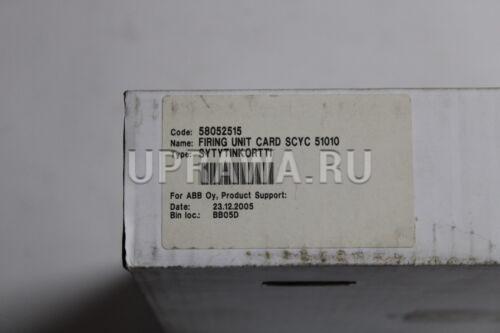 Code: 58052515
Name: FIRING UNIT CARD SCYC 51010
Type: SYTYTINKORTTI
UPRAVVA.RU
For ABB Oy, Product Support:
Date: 23.12.2005
Bin loc.: BB05D